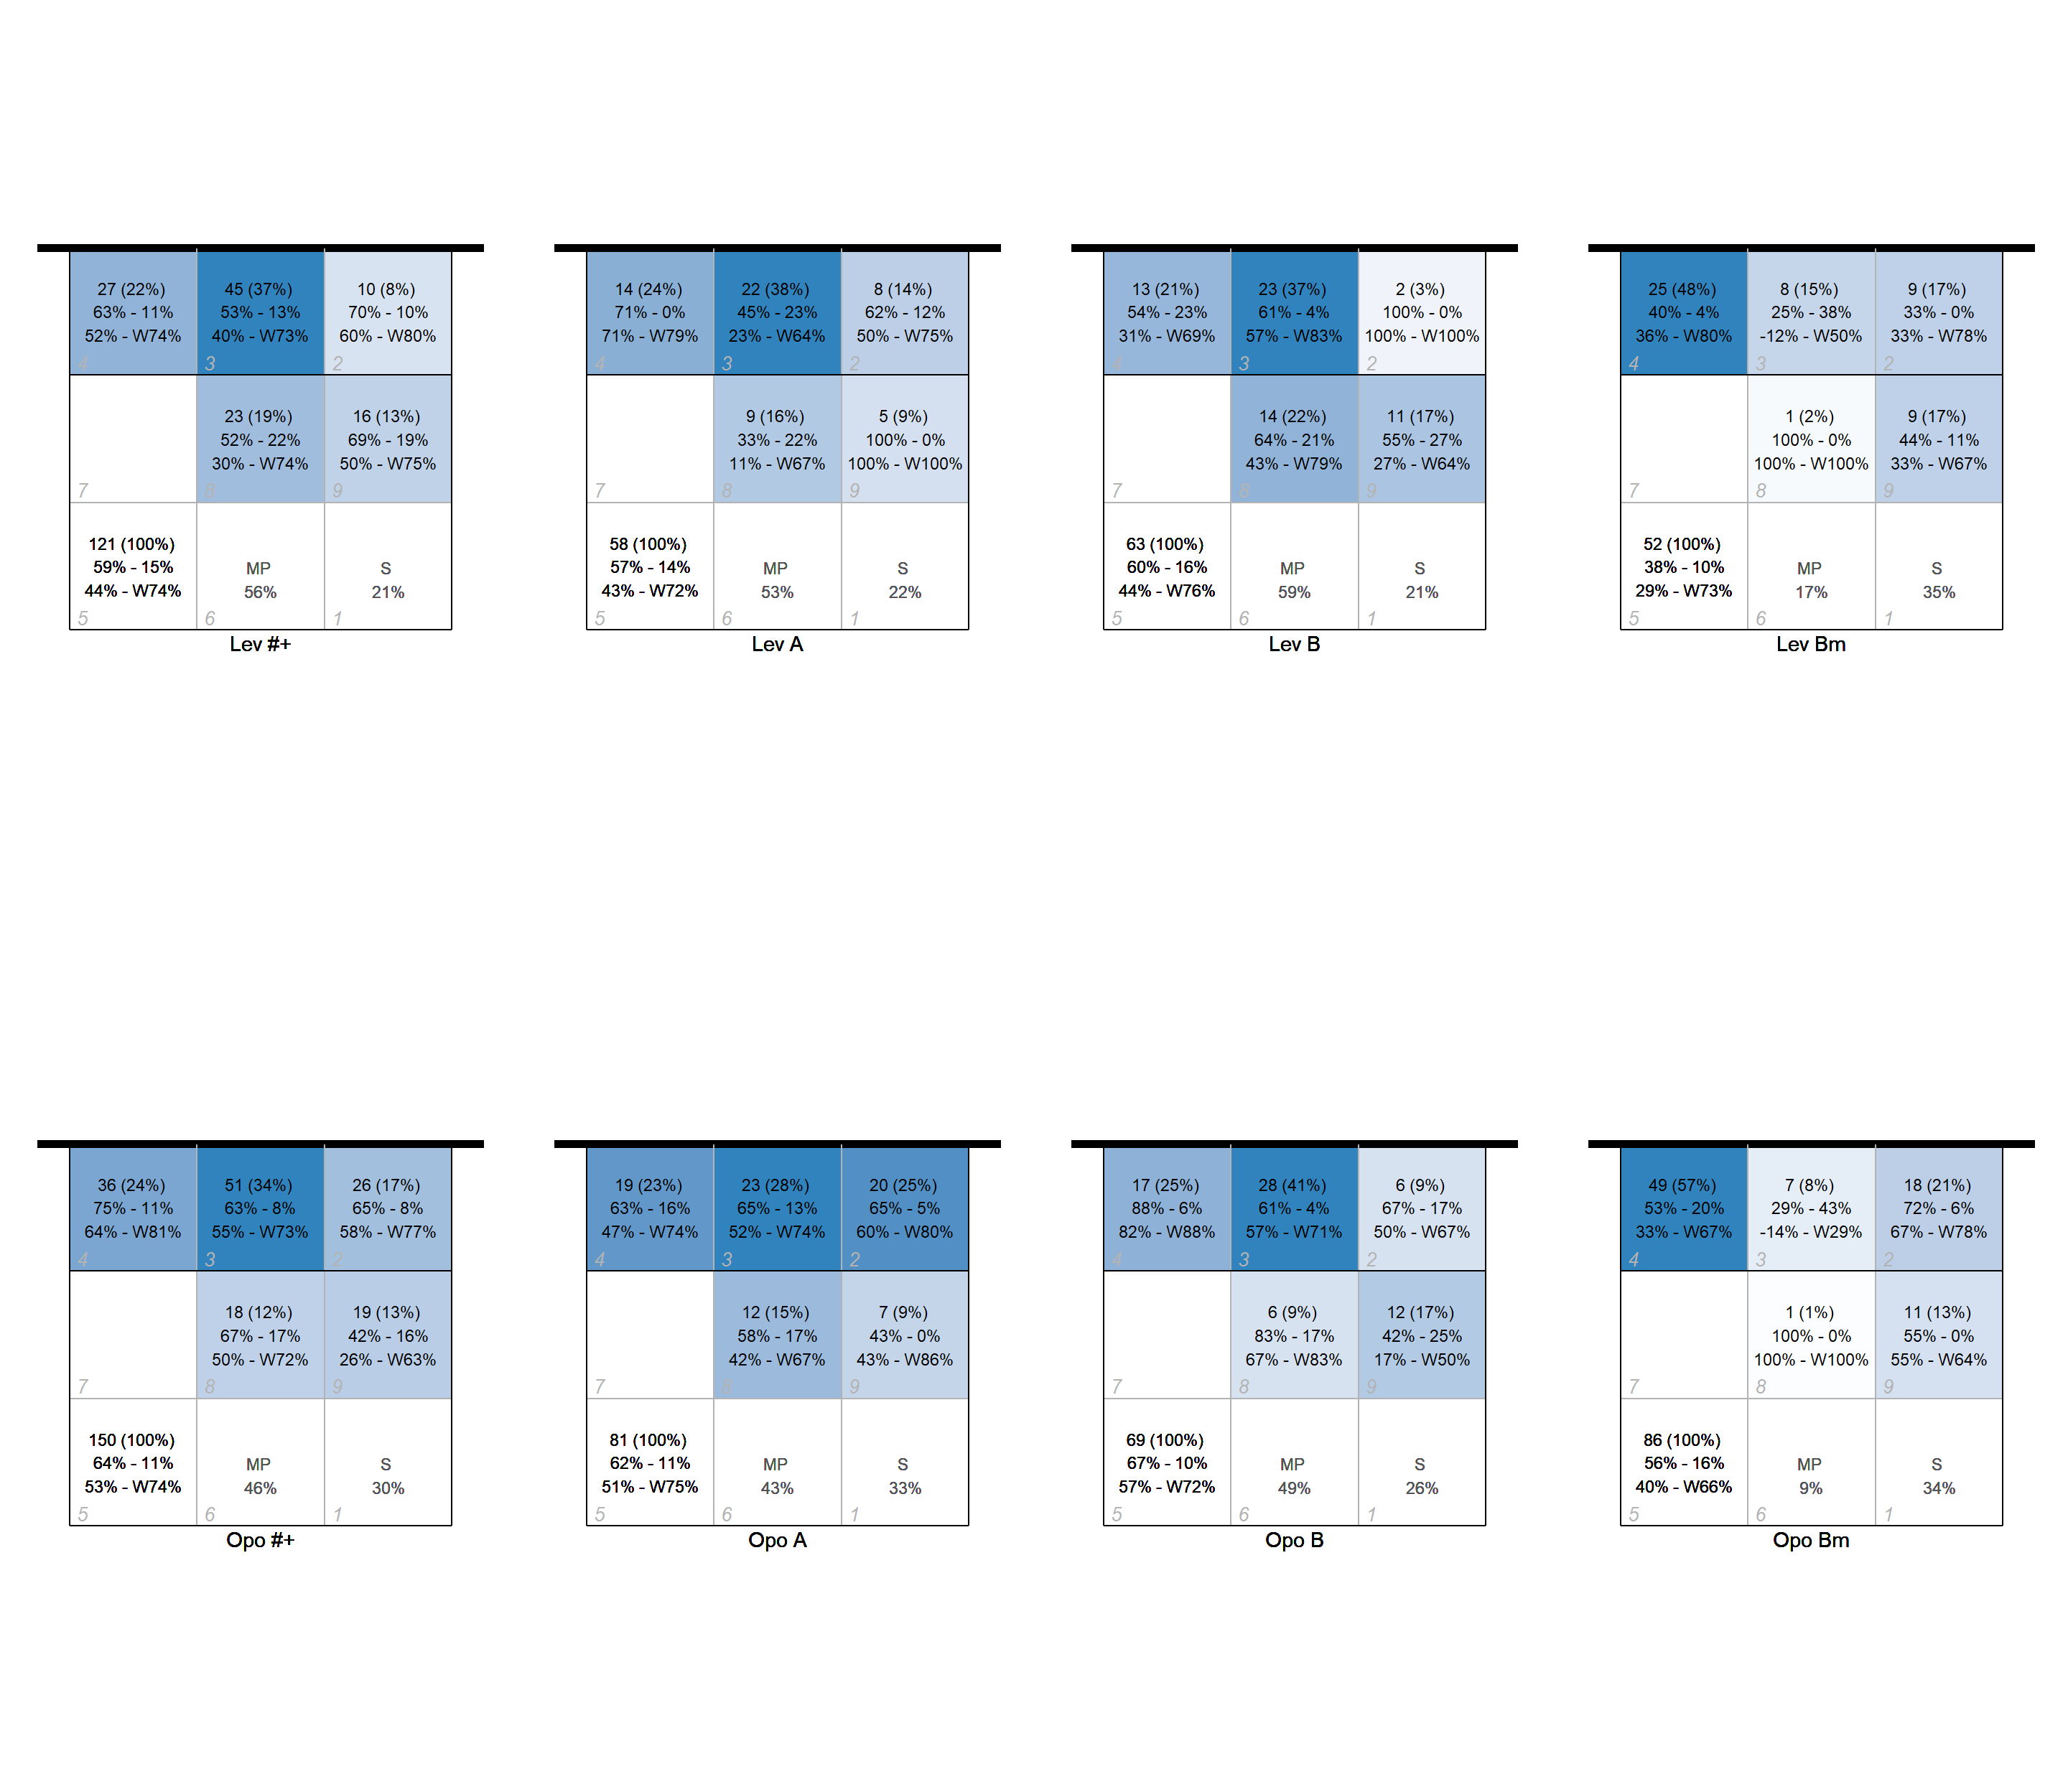 27 (22%)
63% - 11%
52% - W74%
4
45 (37%)
53% - 13%
40% - W73%
3
10 (8%)
70% - 10%
60% - W80%
2
7
23 (19%)
52% - 22%
30% - W74%
8
16 (13%)
69% - 19%
50% - W75%
9
121 (100%)
59% - 15%
44% - W74%
5
MP
56%
6
S
21%
1
Lev #+
14 (24%)
71% - 0%
71% - W79%
4
22 (38%)
45% - 23%
23% - W64%
3
8 (14%)
62% - 12%
50% - W75%
2
7
9 (16%)
33% - 22%
11% - W67%
8
5 (9%)
100% - 0%
100% - W100%
9
58 (100%)
57% - 14%
43% - W72%
5
MP
53%
6
S
22%
1
Lev A
13 (21%)
54% - 23%
31% - W69%
4
23 (37%)
61% - 4%
57% - W83%
3
2 (3%)
100% - 0%
100% - W100%
2
7
14 (22%)
64% - 21%
43% - W79%
8
11 (17%)
55% - 27%
27% - W64%
9
63 (100%)
60% - 16%
44% - W76%
5
MP
59%
6
S
21%
1
Lev B
25 (48%)
40% - 4%
36% - W80%
4
8 (15%)
25% - 38%
-12% - W50%
3
9 (17%)
33% - 0%
33% - W78%
2
7
1 (2%)
100% - 0%
100% - W100%
8
9 (17%)
44% - 11%
33% - W67%
9
52 (100%)
38% - 10%
29% - W73%
5
MP
17%
6
S
35%
1
Lev Bm
36 (24%)
75% - 11%
64% - W81%
4
51 (34%)
63% - 8%
55% - W73%
3
26 (17%)
65% - 8%
58% - W77%
2
7
18 (12%)
67% - 17%
50% - W72%
8
19 (13%)
42% - 16%
26% - W63%
9
150 (100%)
64% - 11%
53% - W74%
5
MP
46%
6
S
30%
1
Opo #+
19 (23%)
63% - 16%
47% - W74%
4
23 (28%)
65% - 13%
52% - W74%
3
20 (25%)
65% - 5%
60% - W80%
2
7
12 (15%)
58% - 17%
42% - W67%
8
7 (9%)
43% - 0%
43% - W86%
9
81 (100%)
62% - 11%
51% - W75%
5
MP
43%
6
S
33%
1
Opo A
17 (25%)
88% - 6%
82% - W88%
4
28 (41%)
61% - 4%
57% - W71%
3
6 (9%)
67% - 17%
50% - W67%
2
7
6 (9%)
83% - 17%
67% - W83%
8
12 (17%)
42% - 25%
17% - W50%
9
69 (100%)
67% - 10%
57% - W72%
5
MP
49%
6
S
26%
1
Opo B
49 (57%)
53% - 20%
33% - W67%
4
7 (8%)
29% - 43%
-14% - W29%
3
18 (21%)
72% - 6%
67% - W78%
2
7
1 (1%)
100% - 0%
100% - W100%
8
11 (13%)
55% - 0%
55% - W64%
9
86 (100%)
56% - 16%
40% - W66%
5
MP
9%
6
S
34%
1
Opo Bm